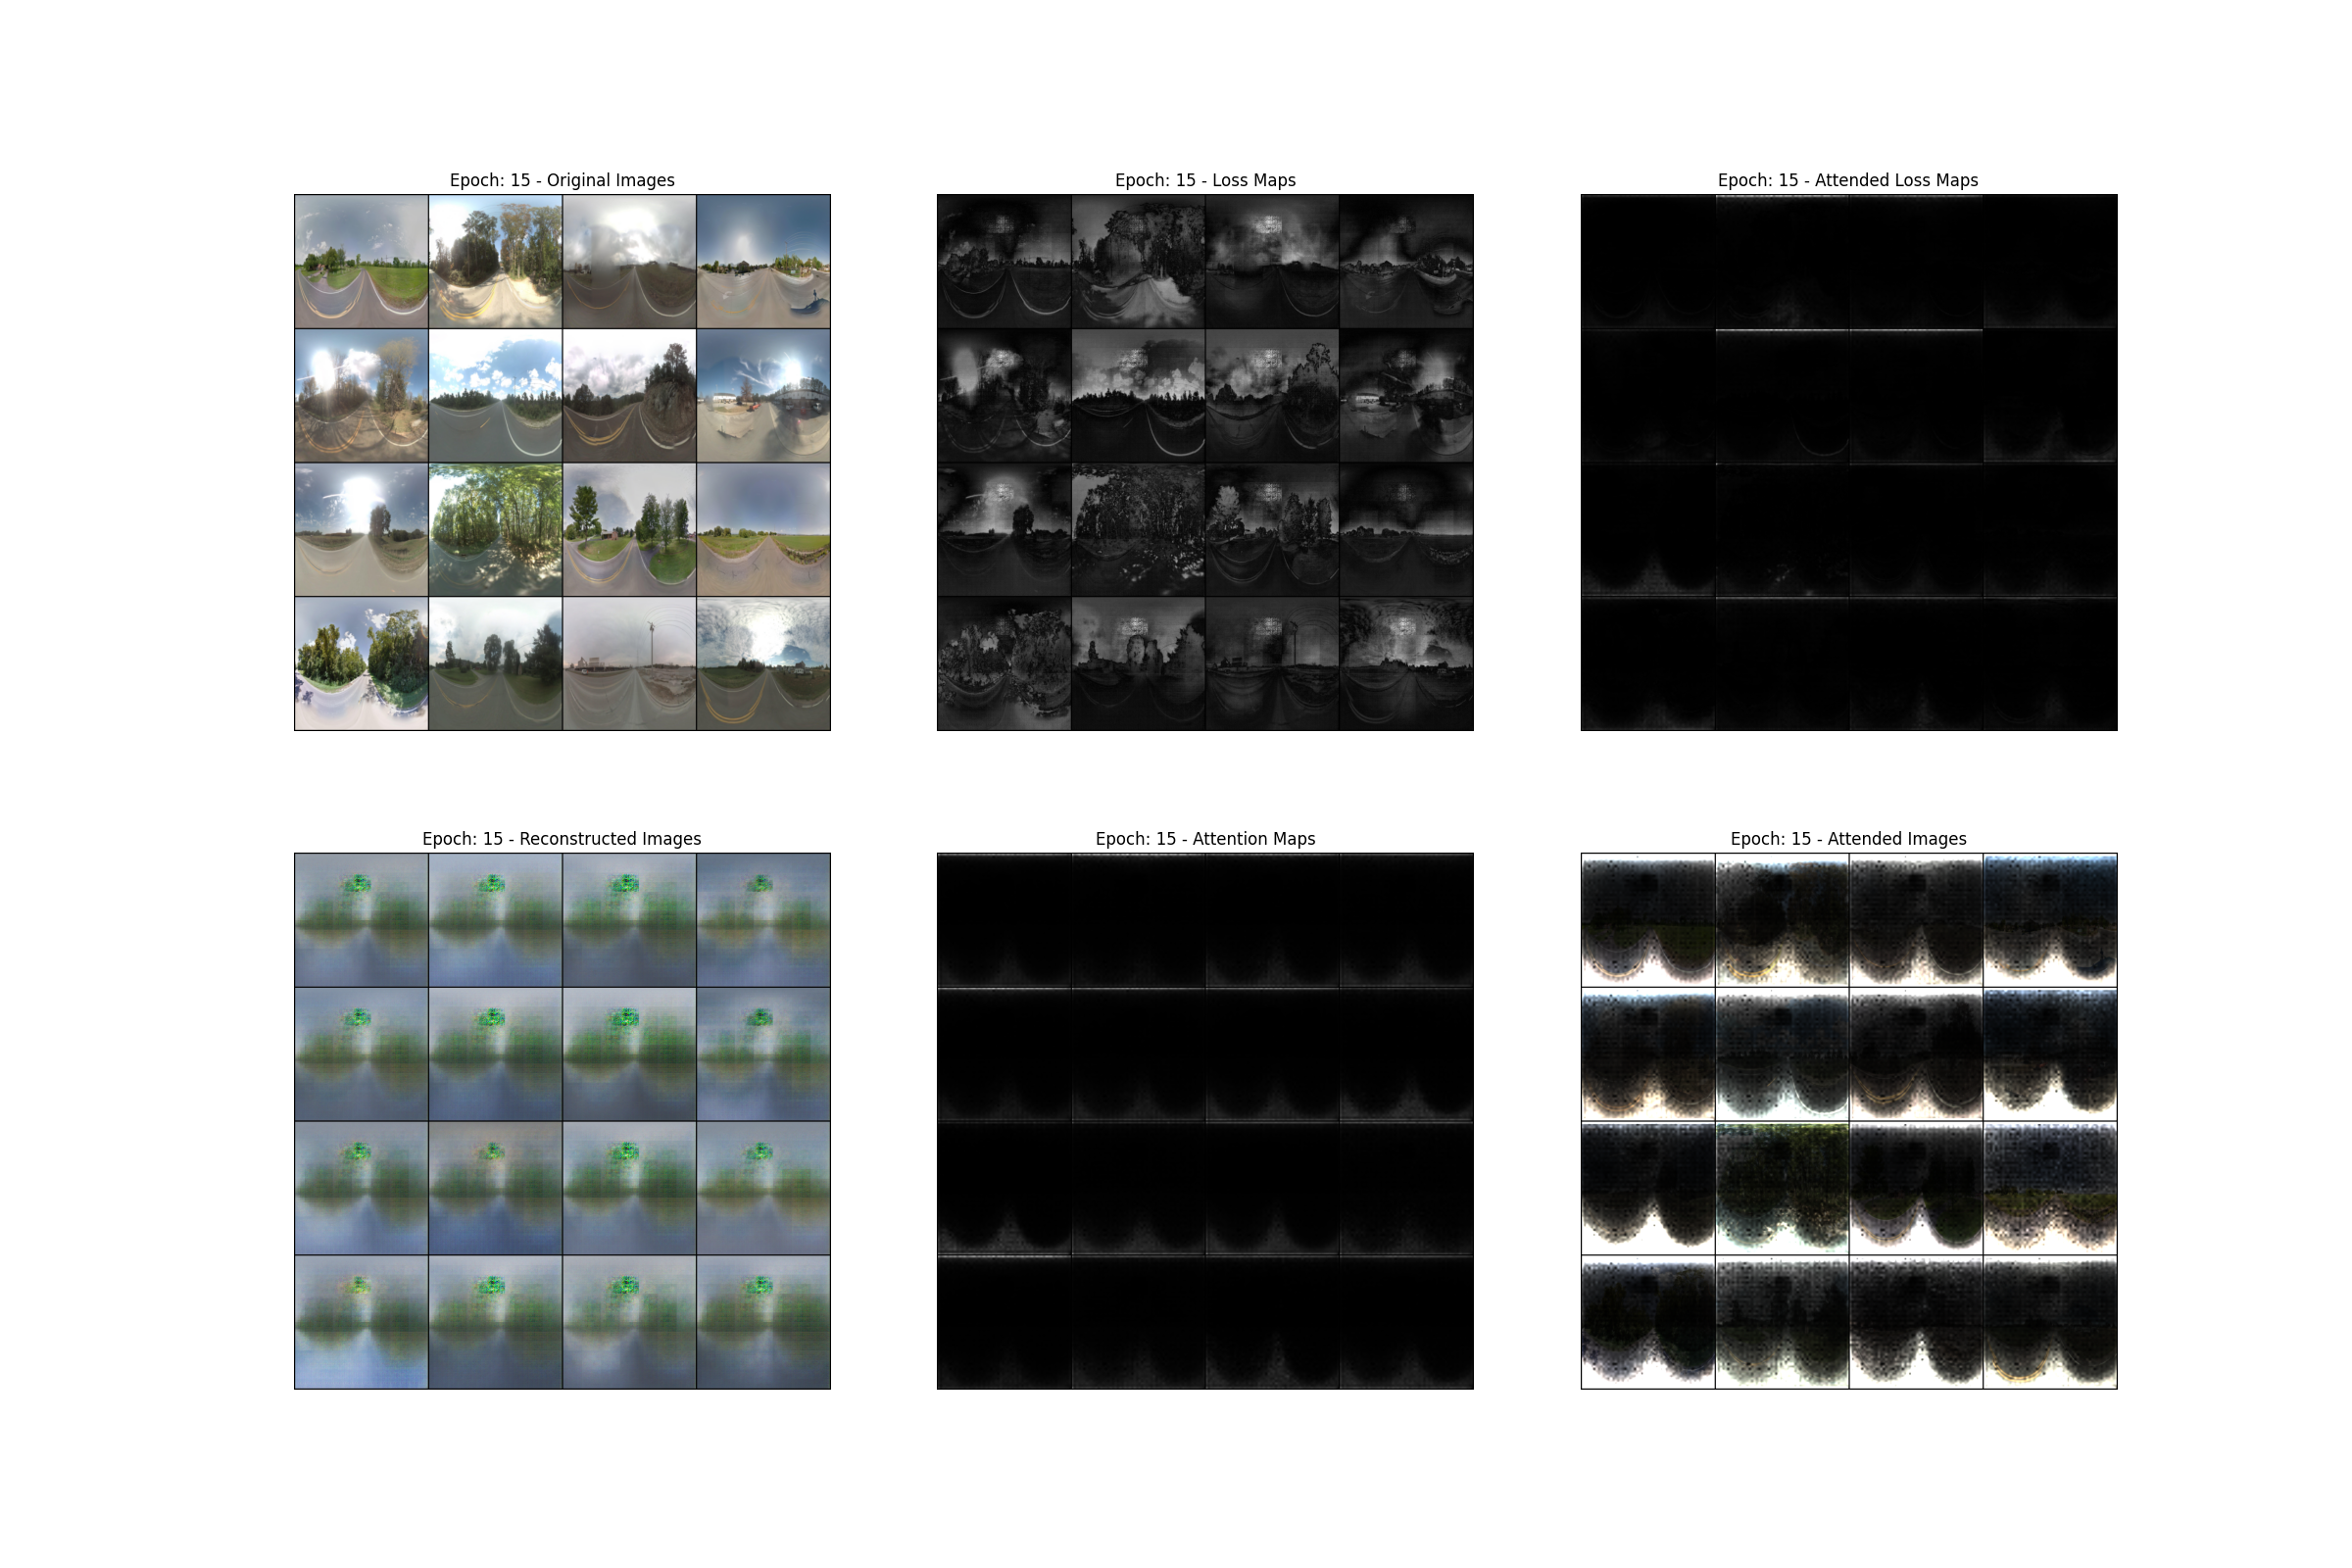 Epoch: 15 - Original Images
Epoch: 15 - Loss Maps
Epoch: 15 - Attended Loss Maps
Epoch: 15 - Reconstructed Images
Epoch: 15 - Attention Maps
Epoch: 15 - Attended Images